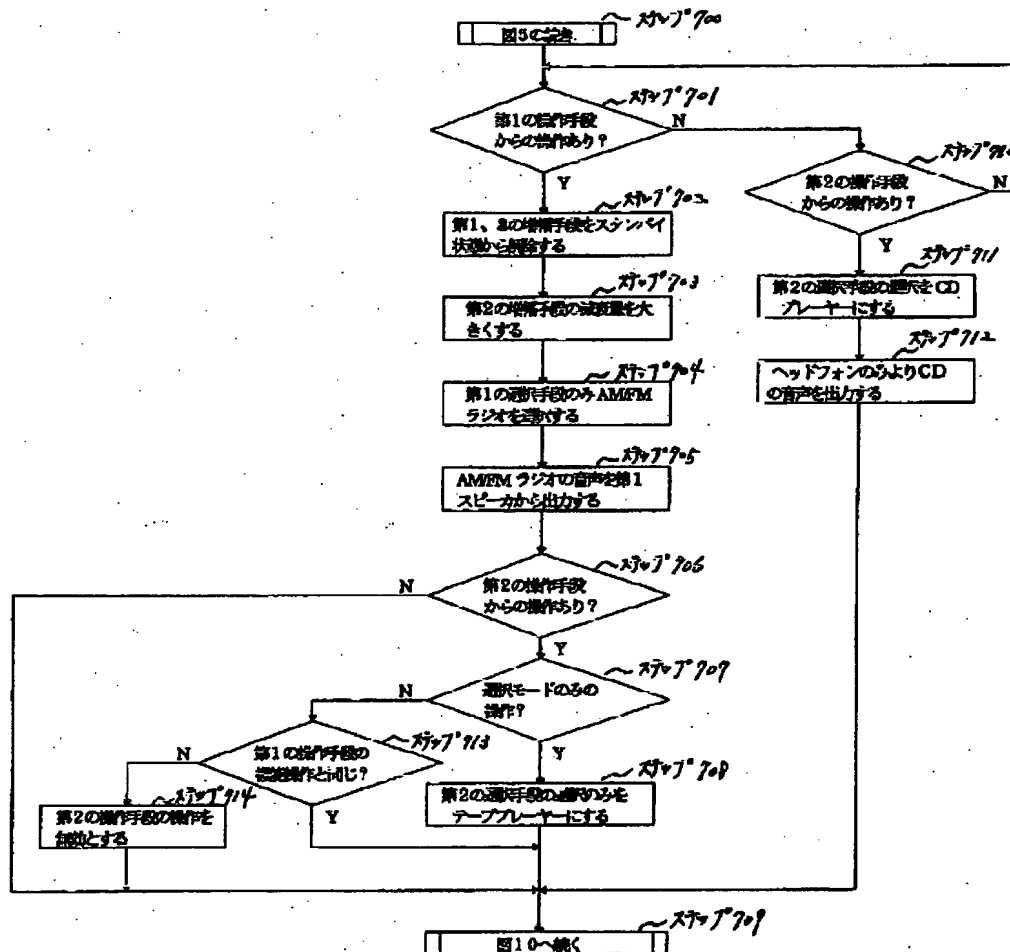 図5の続き
ステップ700
ステップ701
第1の操作手段
からの操作あり?
N
Y
第2の操作手段
からの操作あり?
N
Y
ステップ702
第1、2の増幅手段をスタンバイ
状態から解除する
ステップ711
第2の選択手段の選択をCD
プレーヤーにする
ステップ703
第2の増幅手段の減衰量を大
きくする
ステップ712
ヘッドフォンのみよりCD
の音声を出力する
ステップ704
第1の選択手段のみAM/FM
ラジオを選択する
ステップ705
AM/FMラジオの音声を第1
スピーカから出力する
ステップ706
第2の操作手段
からの操作あり?
N
Y
ステップ707
選択モードのみの
操作?
N
Y
ステップ713
第1の操作手段の
操作と同じ?
N
Y
ステップ708
第2の選択手段の選択のみを
テーププレーヤーにする
ステップ714
第2の操作手段の操作を
無効とする
ステップ709
図10へ続く